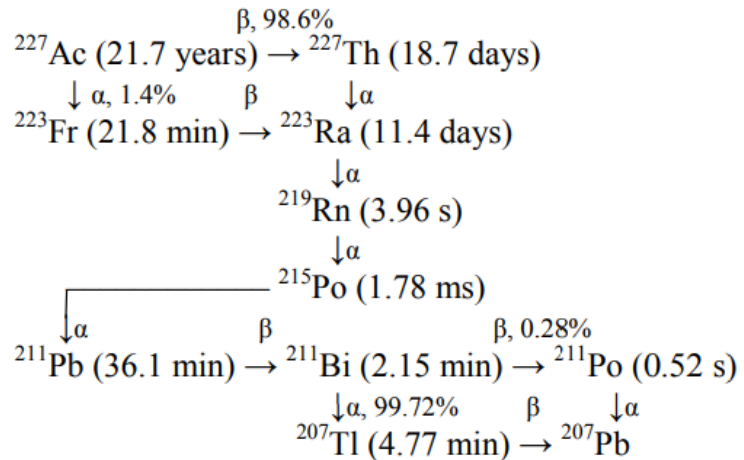 β, 98.6%
²²⁷Ac (21.7 years) → ²²⁷Th (18.7 days)
↓ α, 1.4% β ↓α
²²³Fr (21.8 min) → ²²³Ra (11.4 days)
↓α
²¹⁹Rn (3.96 s)
↓α
²¹⁵Po (1.78 ms)
↓α β β, 0.28%
²¹¹Pb (36.1 min) → ²¹¹Bi (2.15 min) → ²¹¹Po (0.52 s)
↓α, 99.72% β ↓α
²⁰⁷Tl (4.77 min) → ²⁰⁷Pb